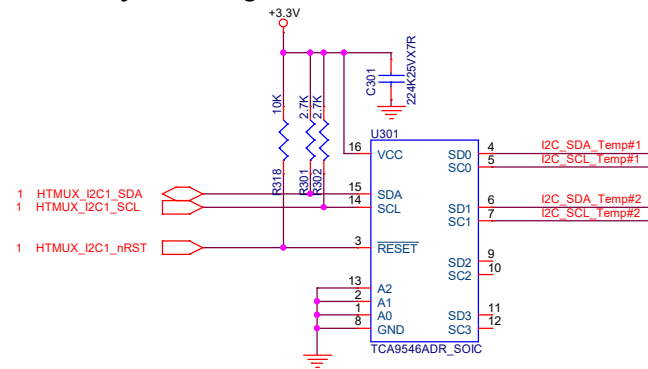 +3.3V
C301
224K25VX7R
10K
2.7K
2.7K
R318
R301
R302
U301
16 VCC
SD0 4 I2C_SDA_Temp#1
SC0 5 I2C_SCL_Temp#1
1 HTMUX_I2C1_SDA 15 SDA
1 HTMUX_I2C1_SCL 14 SCL
SD1 6 I2C_SDA_Temp#2
SC1 7 I2C_SCL_Temp#2
1 HTMUX_I2C1_nRST 3 RESET
SD2 9
SC2 10
13 A2
2 A1
1 A0
8 GND
SD3 11
SC3 12
TCA9546ADR_SOIC